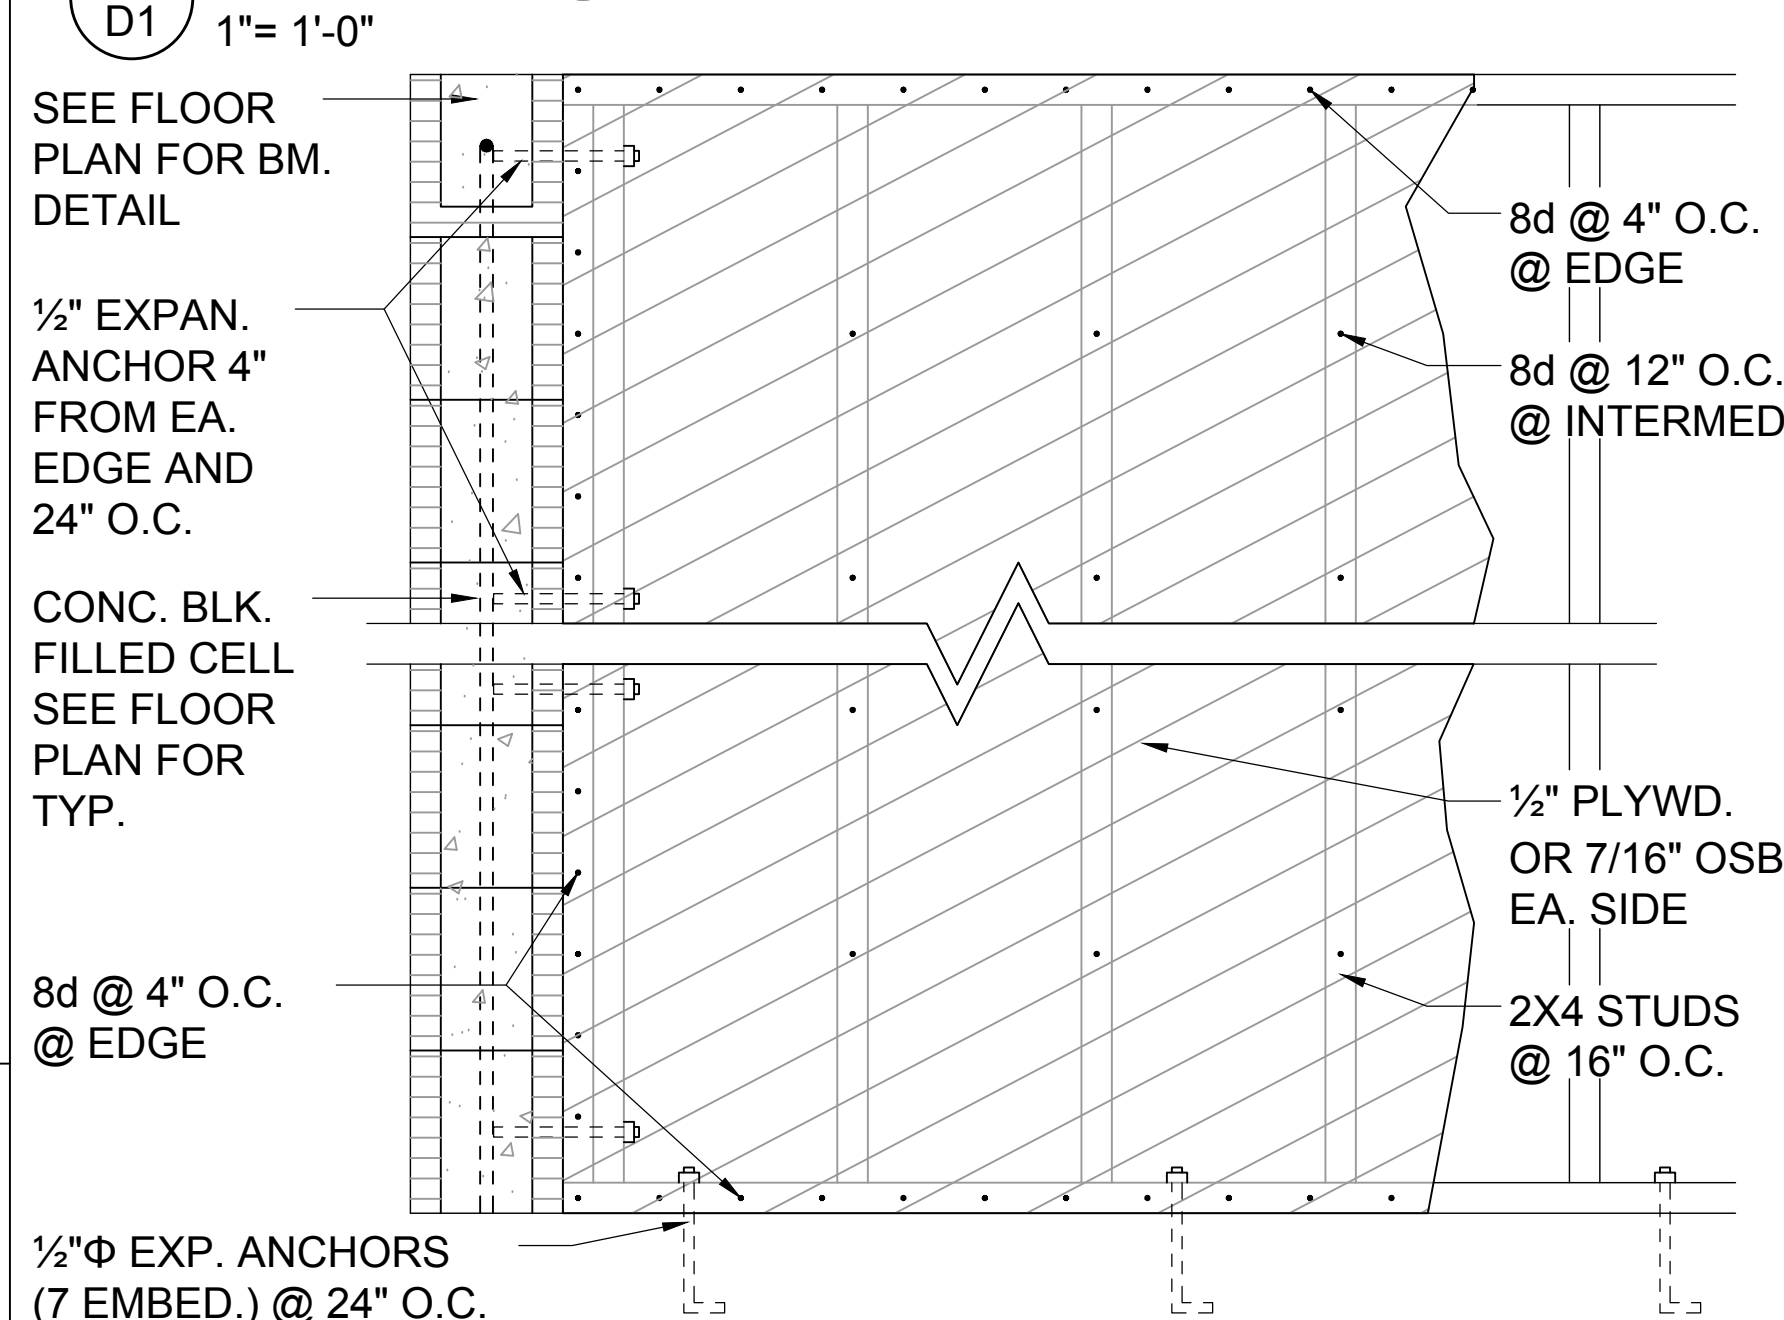 D1
1"= 1'-0"
SEE FLOOR
PLAN FOR BM.
DETAIL
½" EXPAN.
ANCHOR 4"
FROM EA.
EDGE AND
24" O.C.
CONC. BLK.
FILLED CELL
SEE FLOOR
PLAN FOR
TYP.
8d @ 4" O.C.
@ EDGE
½"Φ EXP. ANCHORS
(7 EMBED.) @ 24" O.C.
8d @ 4" O.C.
@ EDGE
8d @ 12" O.C.
@ INTERMED
½" PLYWD.
OR 7/16" OSB
EA. SIDE
2X4 STUDS
@ 16" O.C.